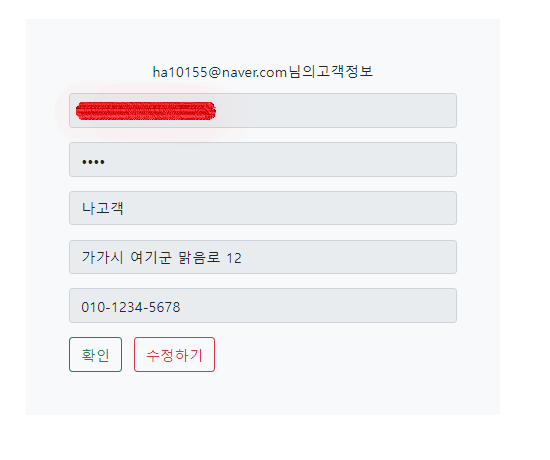 ha10155@naver.com님의고객정보
••••
나고객
가가시 여기군 맑음로 12
010-1234-5678
확인 수정하기